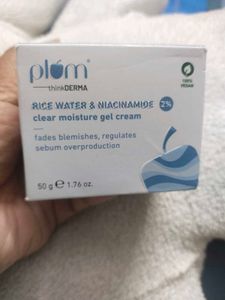 plum®
thinkDERMA
100%
VEGAN
RICE WATER & NIACINAMIDE 2%
clear moisture gel cream
fades blemishes, regulates
sebum overproduction
50 g ℮ 1.76 oz.